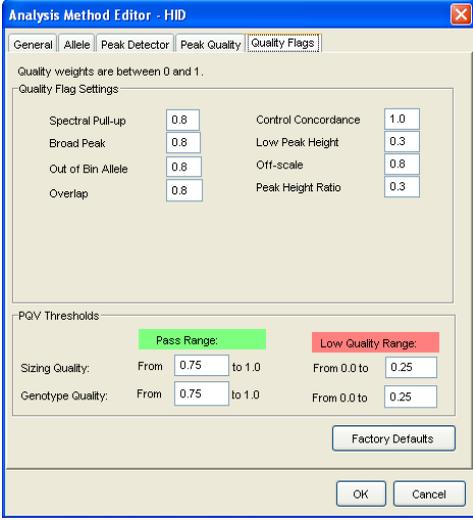 Analysis Method Editor - HID
General Allele Peak Detector Peak Quality Quality Flags
Quality weights are between 0 and 1.
Quality Flag Settings
Spectral Pull-up 0.8 Control Concordance 1.0
Broad Peak 0.8 Low Peak Height 0.3
Out of Bin Allele 0.8 Off-scale 0.8
Overlap 0.8 Peak Height Ratio 0.3
PQV Thresholds
Pass Range: Low Quality Range:
Sizing Quality: From 0.75 to 1.0 From 0.0 to 0.25
Genotype Quality: From 0.75 to 1.0 From 0.0 to 0.25
Factory Defaults
OK Cancel